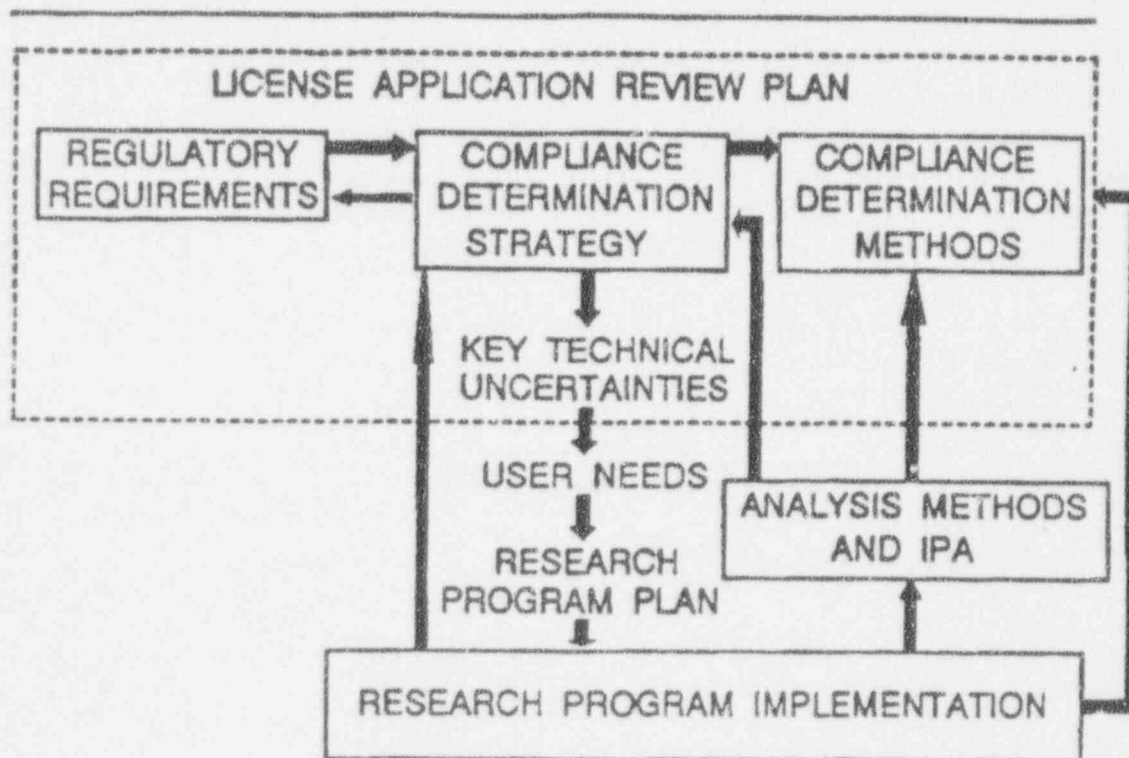 LICENSE APPLICATION REVIEW PLAN
REGULATORY
REQUIREMENTS
COMPLIANCE
DETERMINATION
STRATEGY
COMPLIANCE
DETERMINATION
METHODS
KEY TECHNICAL
UNCERTAINTIES
USER NEEDS
RESEARCH
PROGRAM PLAN
ANALYSIS METHODS
AND IPA
RESEARCH PROGRAM IMPLEMENTATION